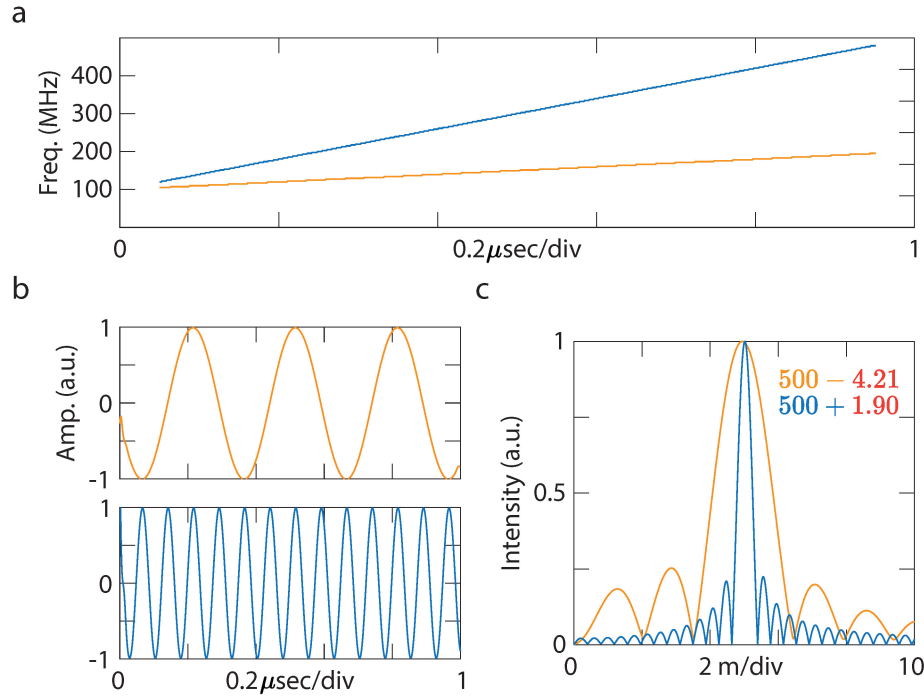 a
Freq. (MHz)
400
300
200
100
0
0.2μsec/div
1
b
Amp. (a.u.)
1
0
-1
1
0
-1
0
0.2μsec/div
1
c
Intensity (a.u.)
1
0.5
0
500 − 4.21
500 + 1.90
0
2 m/div
10